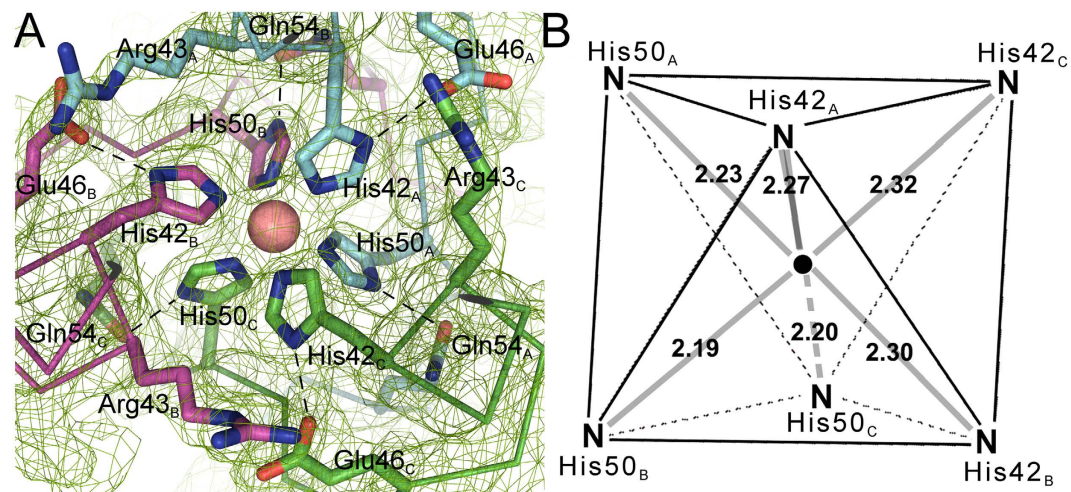 A
Arg43A
Gln54B
Glu46A
His50B
Glu46B
His42A
Arg43C
His42B
His50A
Gln54C
His50C
His42C
Gln54A
Arg43B
Glu46C
B
His50A
His42C
N
N
His42A
N
2.23
2.27
2.32
2.19
2.20
2.30
N
His50C
N
N
His50B
His42B